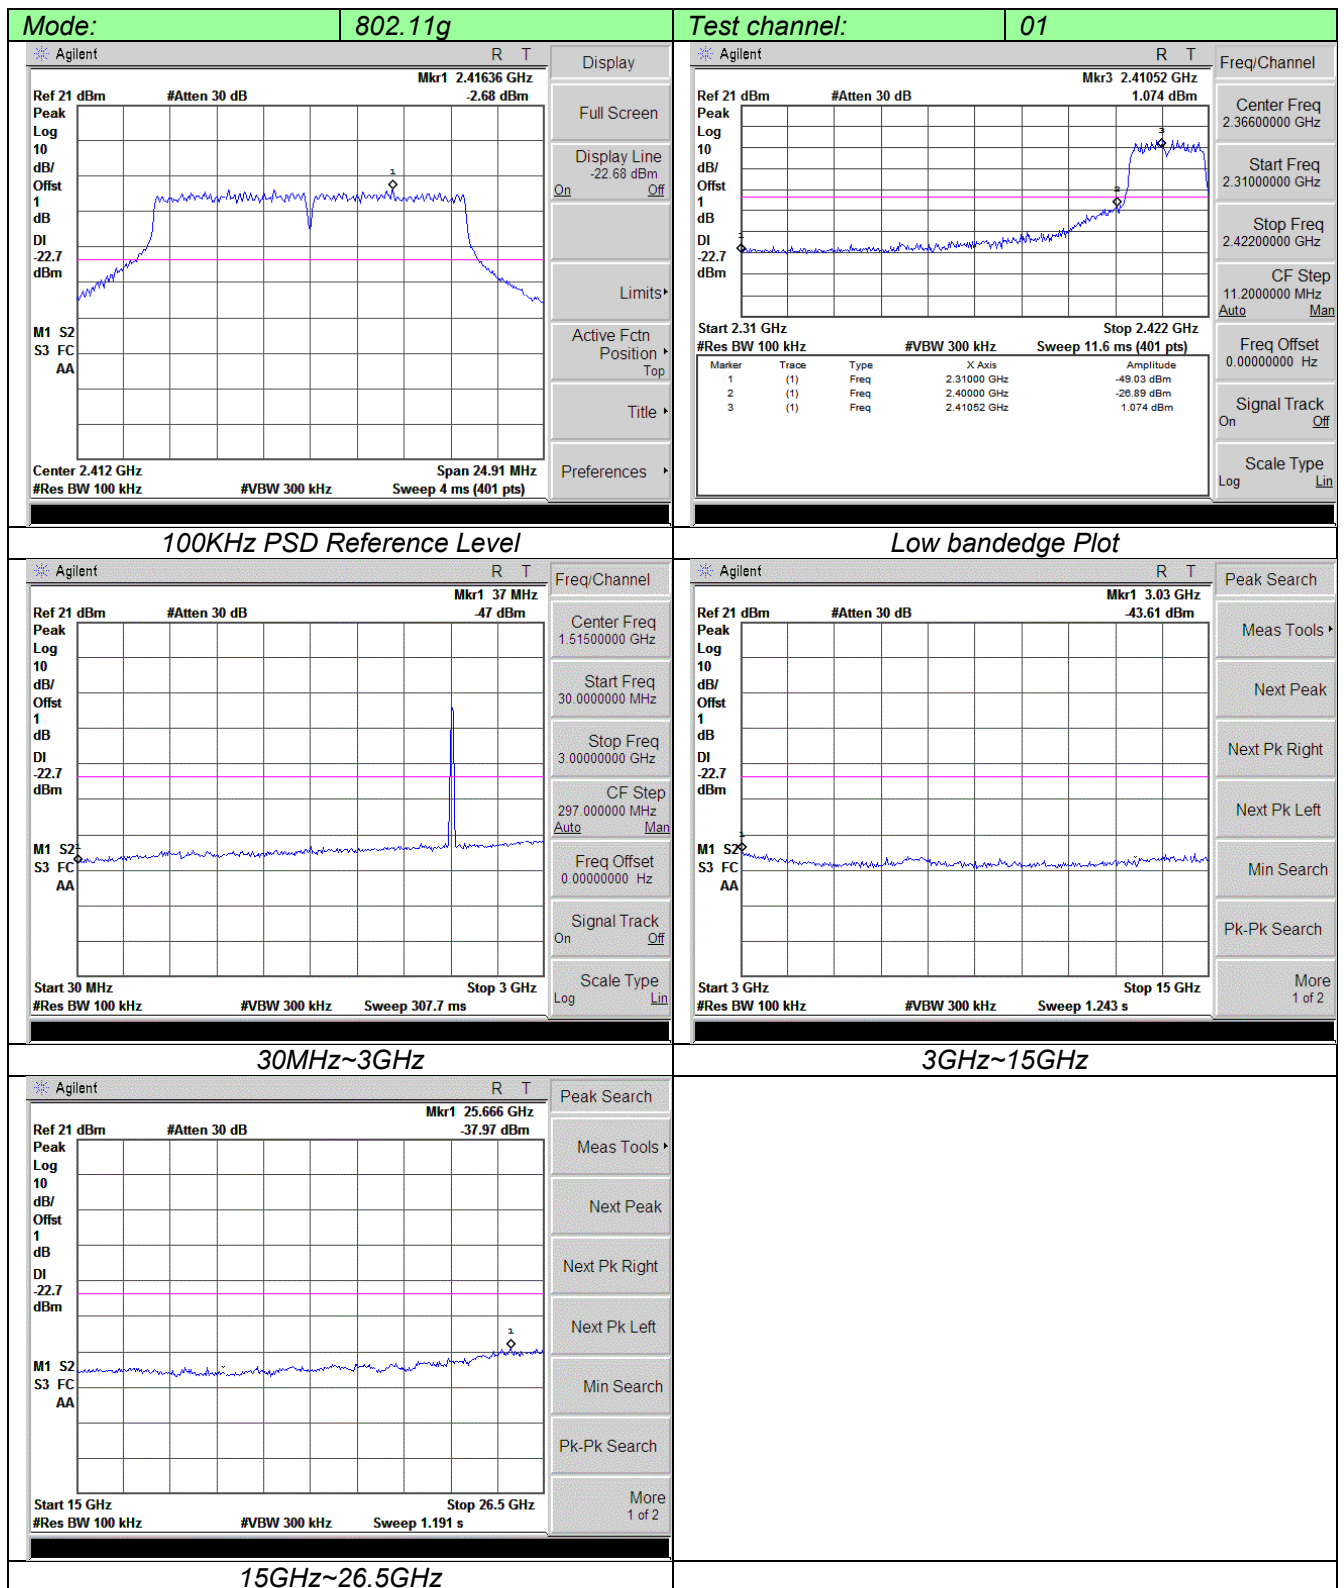 Mode: 802.11g Test channel: 01
Agilent R T
Mkr1 2.41636 GHz
Ref 21 dBm #Atten 30 dB -2.68 dBm
Peak
Log
10
dB/
Offst
1
dB
DI
-22.7
dBm
M1 S2
S3 FC
AA
1
Center 2.412 GHz Span 24.91 MHz
#Res BW 100 kHz #VBW 300 kHz Sweep 4 ms (401 pts)
Display
Full Screen
Display Line
-22.68 dBm
On Off
Limits
Active Fctn
Position
Top
Title
Preferences
Agilent R T
Mkr3 2.41052 GHz
Ref 21 dBm #Atten 30 dB 1.074 dBm
Peak
Log
10
dB/
Offst
1
dB
DI
-22.7
dBm
3
2
1
Start 2.31 GHz Stop 2.422 GHz
#Res BW 100 kHz #VBW 300 kHz Sweep 11.6 ms (401 pts)
Marker Trace Type X Axis Amplitude
1 (1) Freq 2.31000 GHz -49.03 dBm
2 (1) Freq 2.40000 GHz -26.89 dBm
3 (1) Freq 2.41052 GHz 1.074 dBm
Freq/Channel
Center Freq
2.36600000 GHz
Start Freq
2.31000000 GHz
Stop Freq
2.42200000 GHz
CF Step
11.2000000 MHz
Auto Man
Freq Offset
0.00000000 Hz
Signal Track
On Off
Scale Type
Log Lin
100KHz PSD Reference Level Low bandedge Plot
Agilent R T
Mkr1 37 MHz
Ref 21 dBm #Atten 30 dB -47 dBm
Peak
Log
10
dB/
Offst
1
dB
DI
-22.7
dBm
M1 S2
S3 FC
AA
1
Start 30 MHz Stop 3 GHz
#Res BW 100 kHz #VBW 300 kHz Sweep 307.7 ms
Freq/Channel
Center Freq
1.51500000 GHz
Start Freq
30.0000000 MHz
Stop Freq
3.00000000 GHz
CF Step
297.000000 MHz
Auto Man
Freq Offset
0.00000000 Hz
Signal Track
On Off
Scale Type
Log Lin
Agilent R T
Mkr1 3.03 GHz
Ref 21 dBm #Atten 30 dB -43.61 dBm
Peak
Log
10
dB/
Offst
1
dB
DI
-22.7
dBm
1
M1 S2
S3 FC
AA
Start 3 GHz Stop 15 GHz
#Res BW 100 kHz #VBW 300 kHz Sweep 1.243 s
Peak Search
Meas Tools
Next Peak
Next Pk Right
Next Pk Left
Min Search
Pk-Pk Search
More
1 of 2
30MHz~3GHz 3GHz~15GHz
Agilent R T
Mkr1 25.666 GHz
Ref 21 dBm #Atten 30 dB -37.97 dBm
Peak
Log
10
dB/
Offst
1
dB
DI
-22.7
dBm
1
M1 S2
S3 FC
AA
Start 15 GHz Stop 26.5 GHz
#Res BW 100 kHz #VBW 300 kHz Sweep 1.191 s
Peak Search
Meas Tools
Next Peak
Next Pk Right
Next Pk Left
Min Search
Pk-Pk Search
More
1 of 2
15GHz~26.5GHz